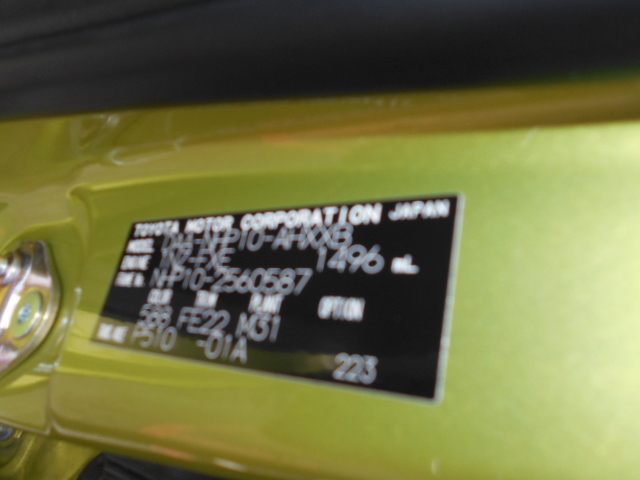 TOYOTA MOTOR CORPORATION JAPAN
MODEL DAA-NHP10-AHXXB
ENGINE 1NZ-FXE 1496 mL
FRAME No. NHP10-2560587
COLOR TRIM PLANT OPTION
588 FE22 M31
P510 -01A
223